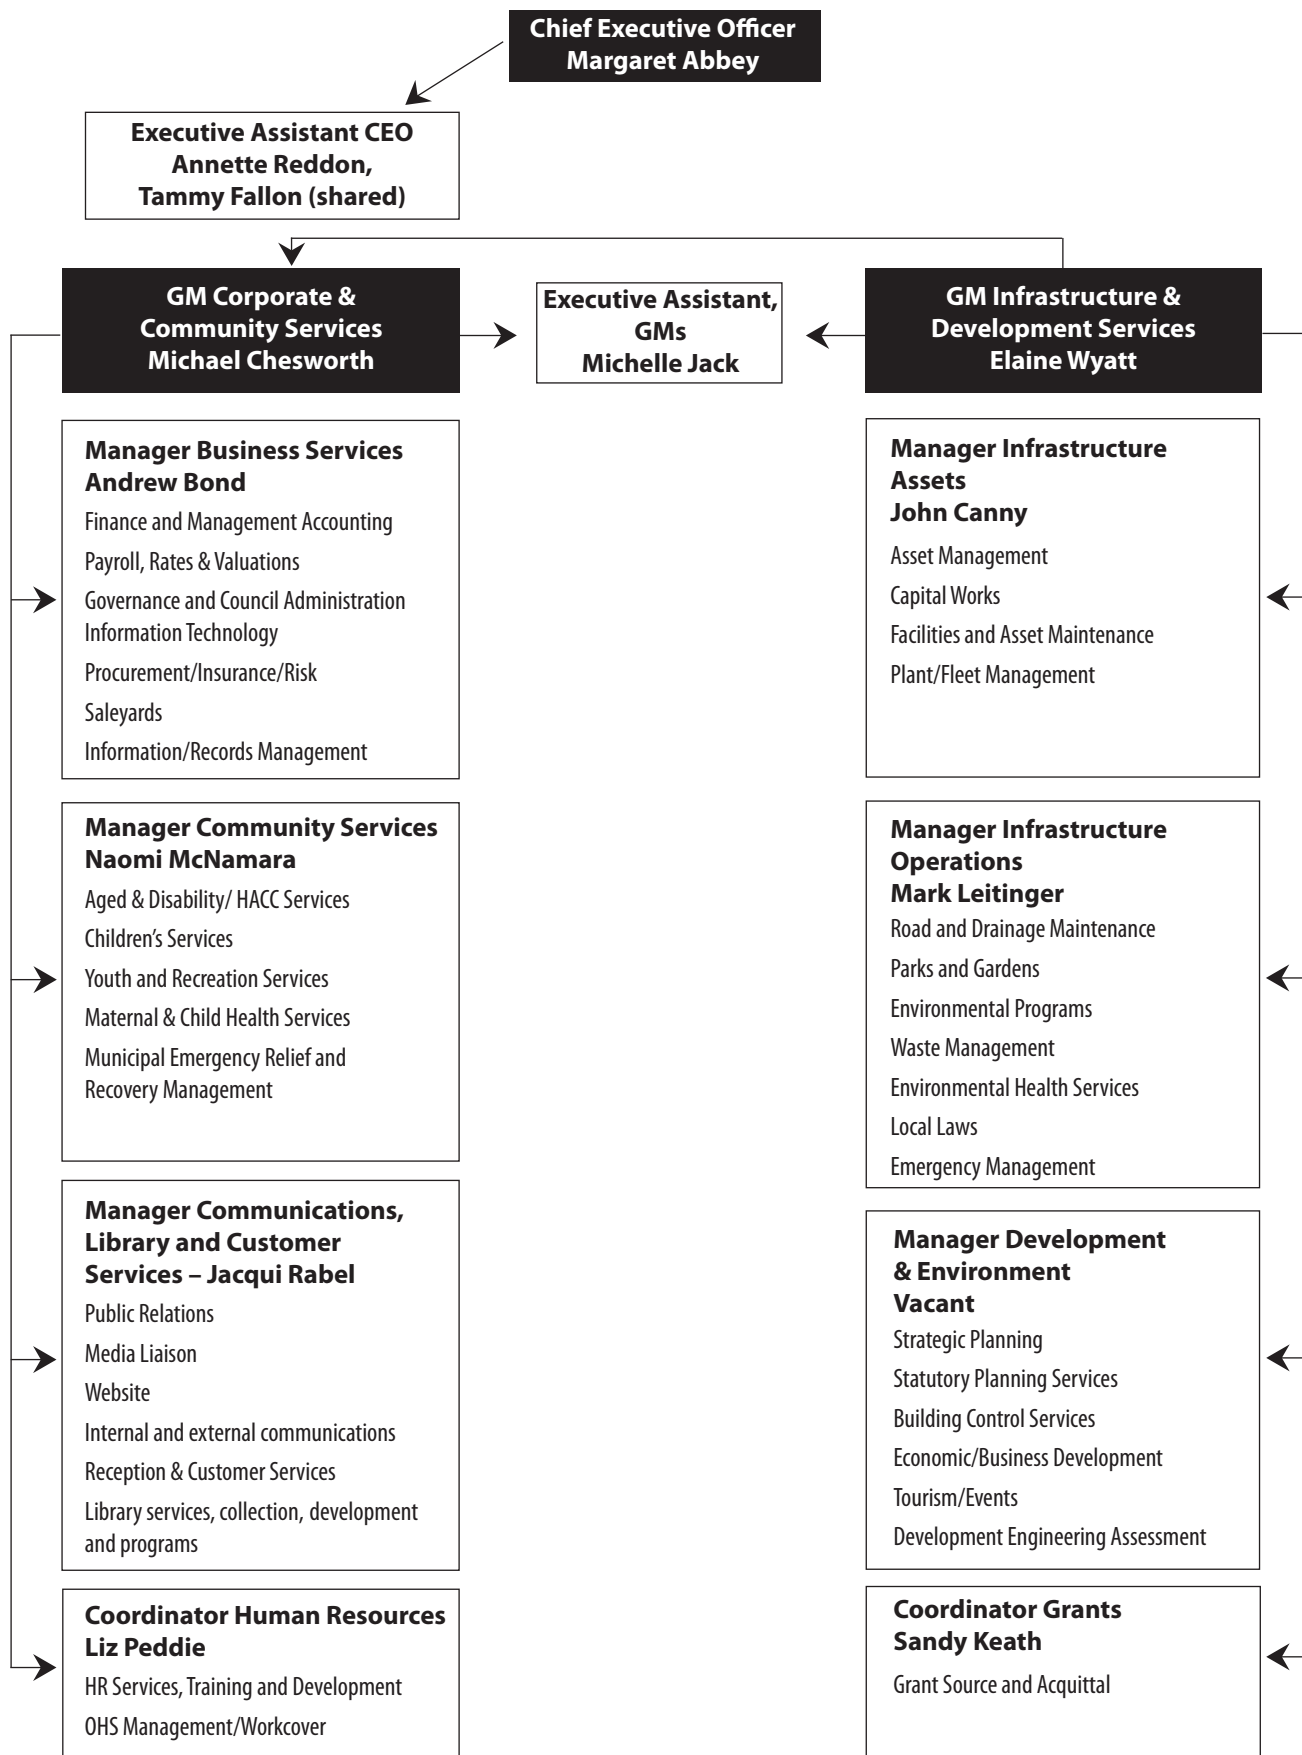 Chief Executive Officer
Margaret Abbey
Executive Assistant CEO
Annette Reddon,
Tammy Fallon (shared)
GM Corporate &
Community Services
Michael Chesworth
Executive Assistant,
GMs
Michelle Jack
GM Infrastructure &
Development Services
Elaine Wyatt
Manager Business Services
Andrew Bond
Finance and Management Accounting
Payroll, Rates & Valuations
Governance and Council Administration
Information Technology
Procurement/Insurance/Risk
Saleyards
Information/Records Management
Manager Community Services
Naomi McNamara
Aged & Disability/ HACC Services
Children’s Services
Youth and Recreation Services
Maternal & Child Health Services
Municipal Emergency Relief and
Recovery Management
Manager Communications,
Library and Customer
Services – Jacqui Rabel
Public Relations
Media Liaison
Website
Internal and external communications
Reception & Customer Services
Library services, collection, development
and programs
Coordinator Human Resources
Liz Peddie
HR Services, Training and Development
OHS Management/Workcover
Manager Infrastructure
Assets
John Canny
Asset Management
Capital Works
Facilities and Asset Maintenance
Plant/Fleet Management
Manager Infrastructure
Operations
Mark Leitinger
Road and Drainage Maintenance
Parks and Gardens
Environmental Programs
Waste Management
Environmental Health Services
Local Laws
Emergency Management
Manager Development
& Environment
Vacant
Strategic Planning
Statutory Planning Services
Building Control Services
Economic/Business Development
Tourism/Events
Development Engineering Assessment
Coordinator Grants
Sandy Keath
Grant Source and Acquittal